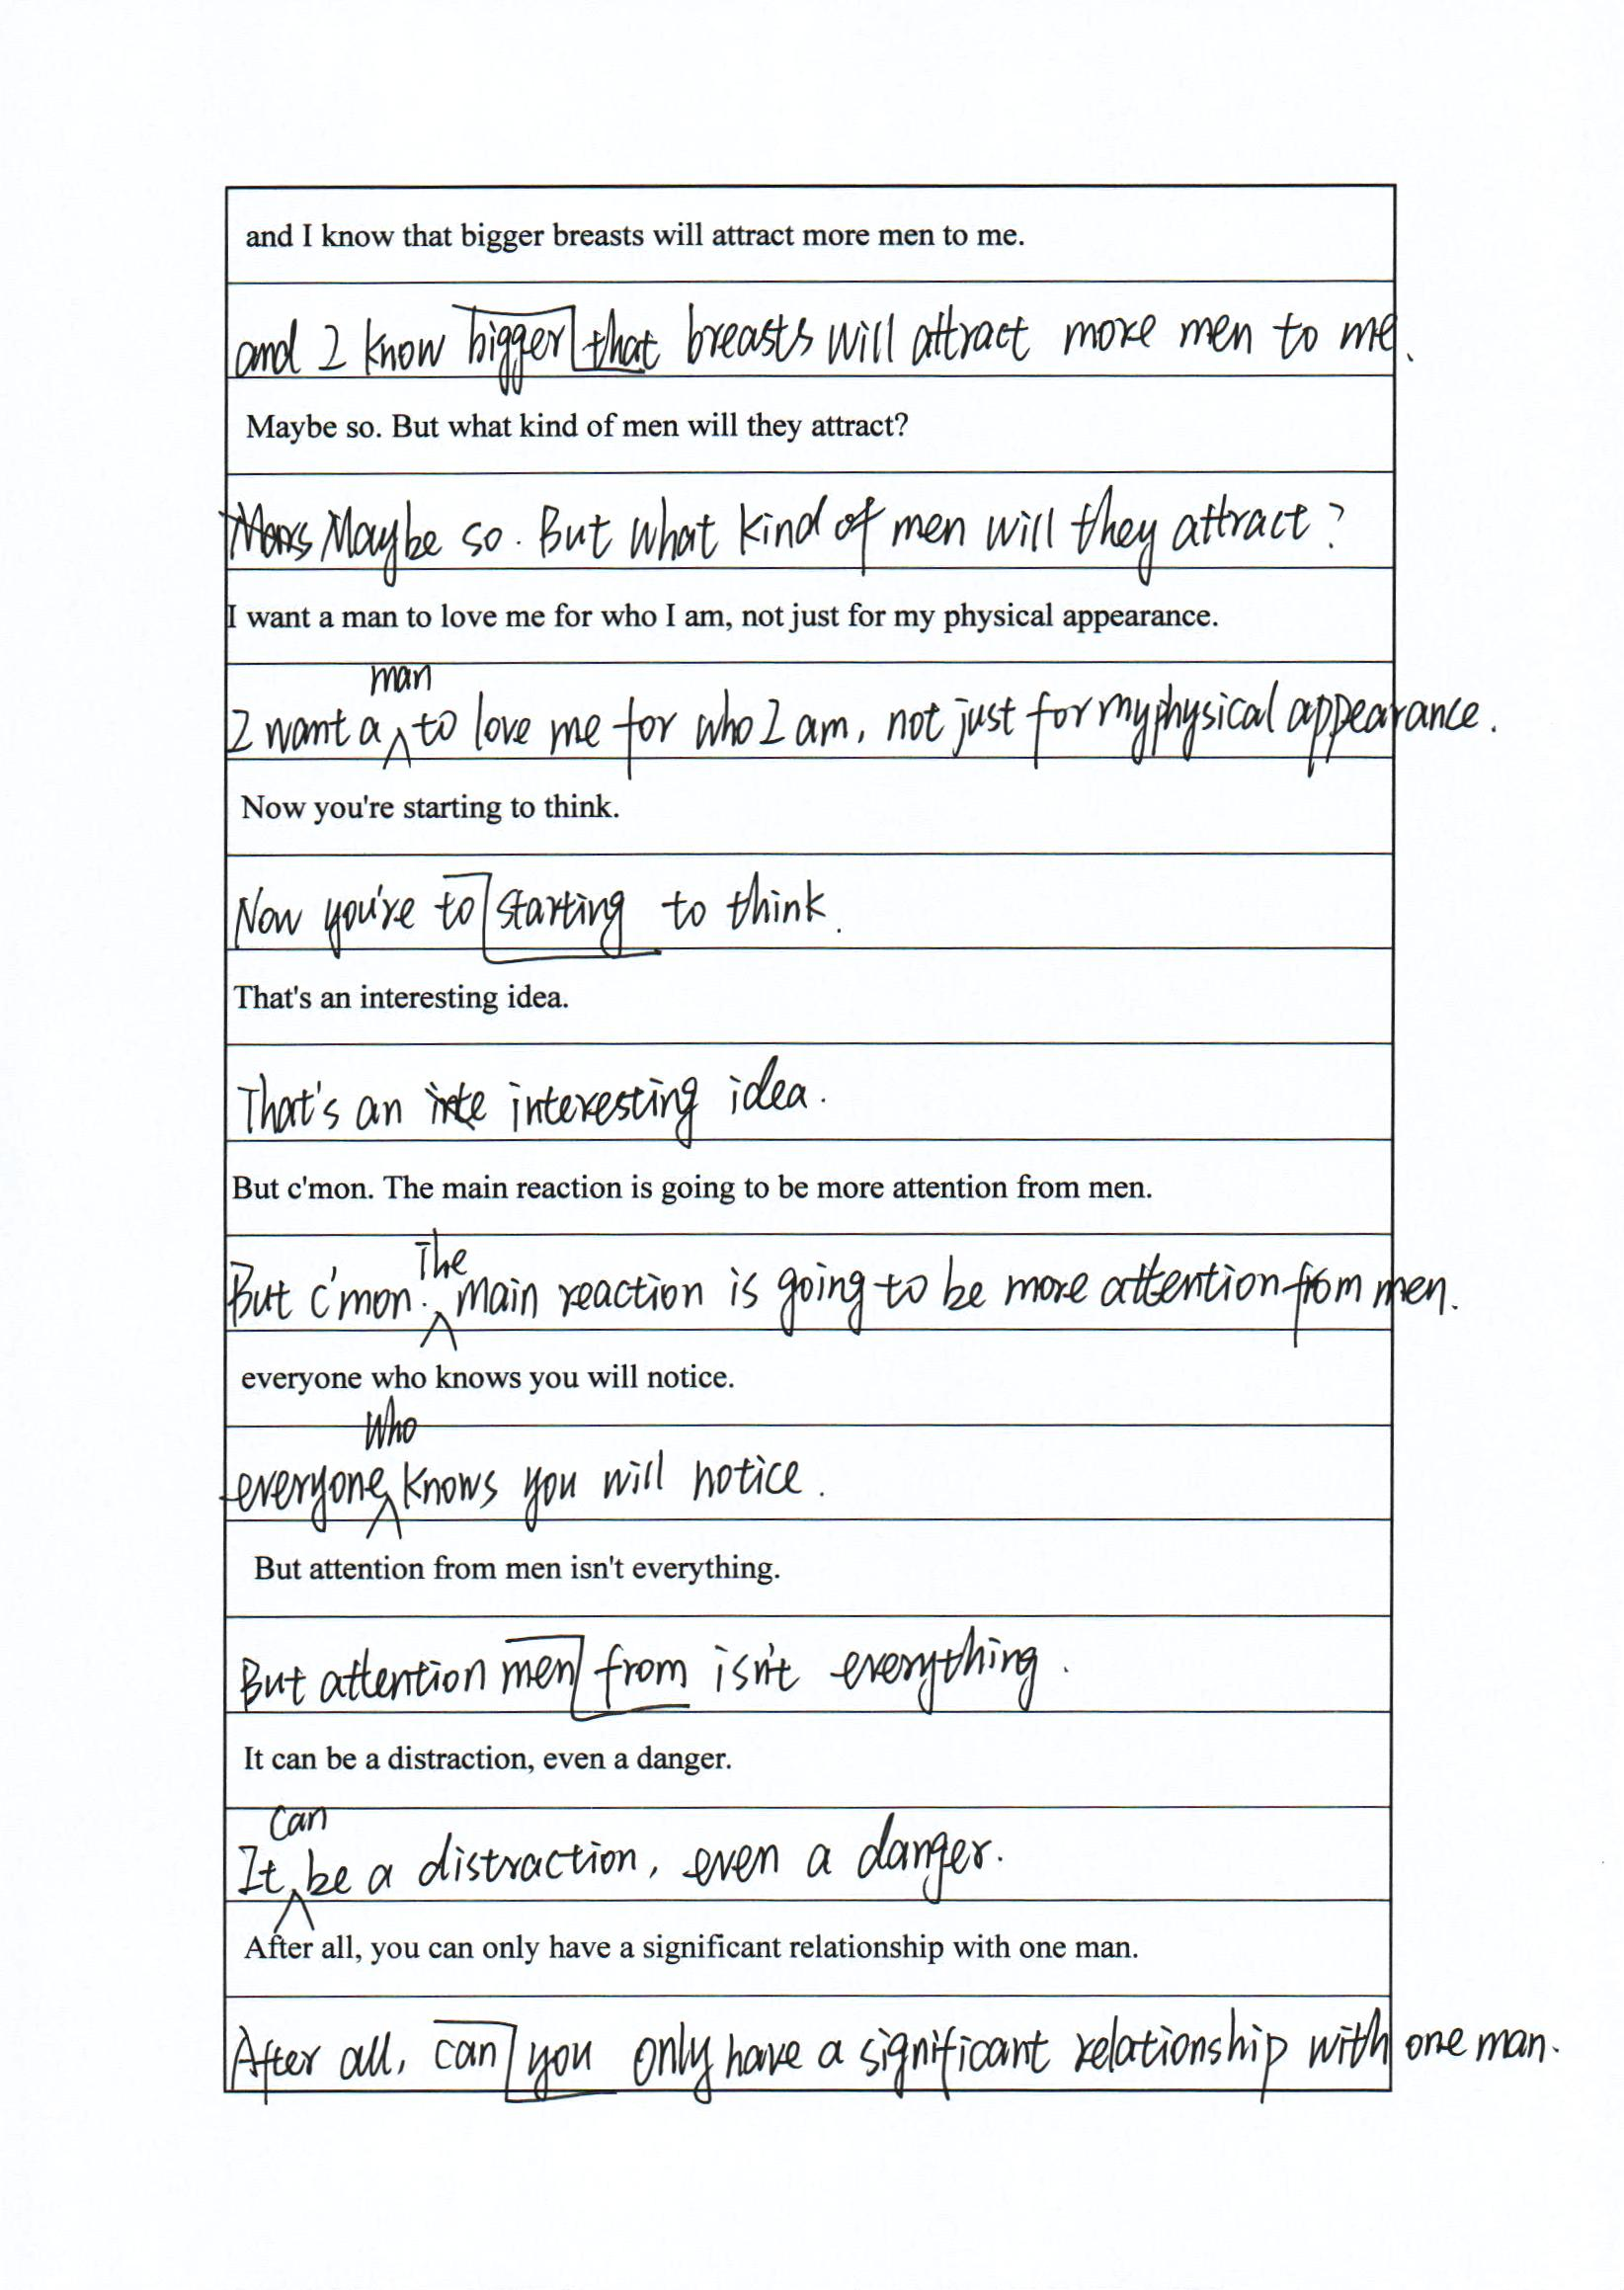 and I know that bigger breasts will attract more men to me.
and I know bigger that breasts will attract more men to me.
Maybe so. But what kind of men will they attract?
Maybe so. But what kind of men will they attract?
I want a man to love me for who I am, not just for my physical appearance.
man
I want a to love me for who I am, not just for my physical appearance.
Now you're starting to think.
Now you're to starting to think.
That's an interesting idea.
That's an inte interesting idea.
But c'mon. The main reaction is going to be more attention from men.
The
But c'mon. main reaction is going to be more attention from men.
everyone who knows you will notice.
who
everyone knows you will notice.
But attention from men isn't everything.
But attention men from isn't everything.
It can be a distraction, even a danger.
can
It be a distraction, even a danger.
After all, you can only have a significant relationship with one man.
After all, can you only have a significant relationship with one man.